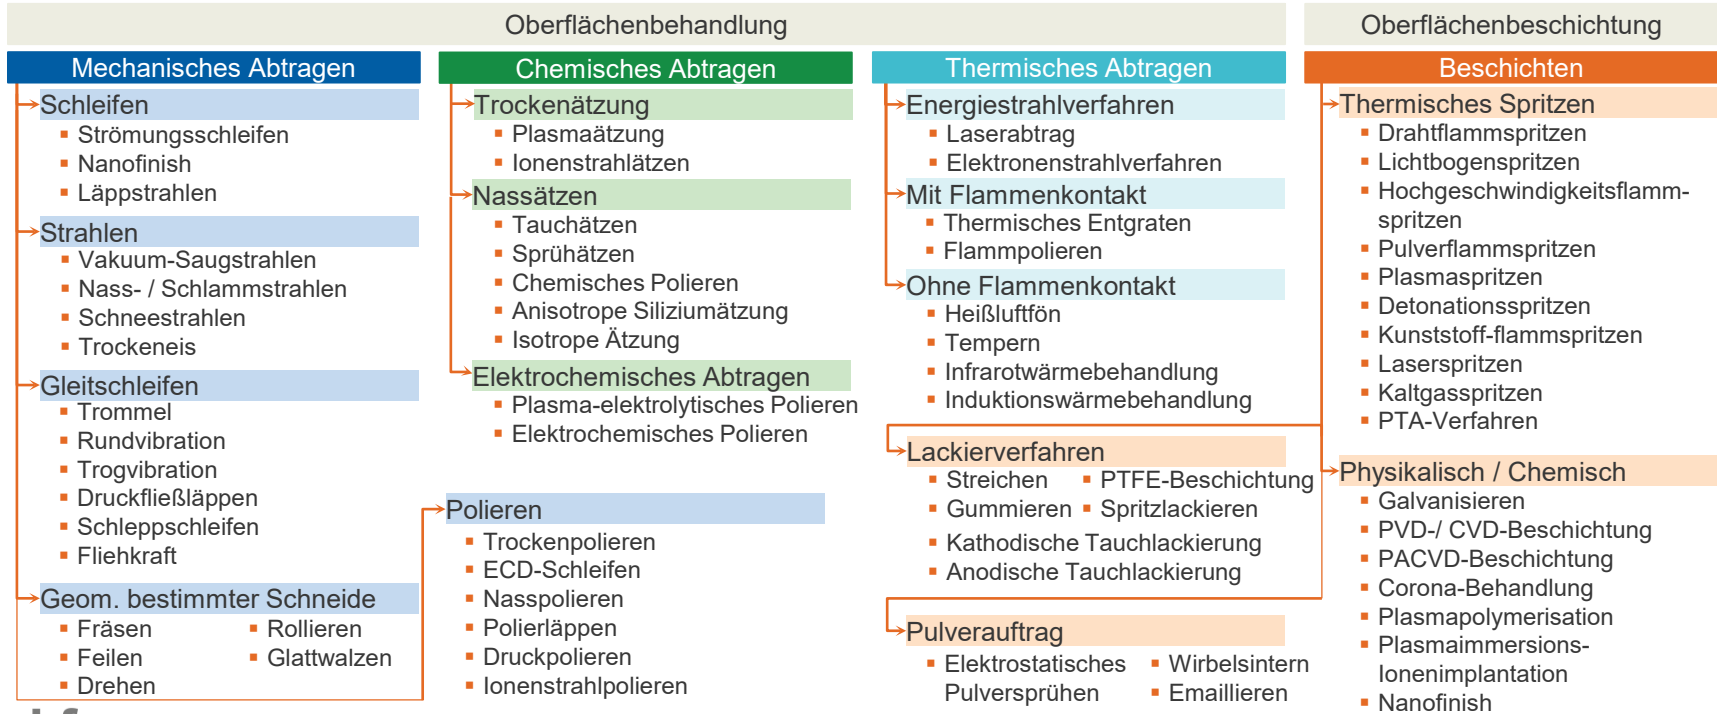 Oberflächenbehandlung
Oberflächenbeschichtung
Mechanisches Abtragen
Schleifen
Strömungsschleifen
Nanofinish
Läppstrahlen
Strahlen
Vakuum-Saugstrahlen
Nass- / Schlammstrahlen
Schneestrahlen
Trockeneis
Gleitschleifen
Trommel
Rundvibration
Trogvibration
Druckfließläppen
Schleppschleifen
Fliehkraft
Geom. bestimmter Schneide
Fräsen
Feilen
Drehen
Rollieren
Glattwalzen
Chemisches Abtragen
Trockenätzung
Plasmaätzung
Ionenstrahlätzen
Nassätzen
Tauchätzen
Sprühätzen
Chemisches Polieren
Anisotrope Siliziumätzung
Isotrope Ätzung
Elektrochemisches Abtragen
Plasma-elektrolytisches Polieren
Elektrochemisches Polieren
Polieren
Trockenpolieren
ECD-Schleifen
Nasspolieren
Polierläppen
Druckpolieren
Ionenstrahlpolieren
Thermisches Abtragen
Energiestrahlverfahren
Laserabtrag
Elektronenstrahlverfahren
Mit Flammenkontakt
Thermisches Entgraten
Flammpolieren
Ohne Flammenkontakt
Heißluftfön
Tempern
Infrarotwärmebehandlung
Induktionswärmebehandlung
Lackierverfahren
Streichen
Gummieren
PTFE-Beschichtung
Spritzlackieren
Kathodische Tauchlackierung
Anodische Tauchlackierung
Pulverauftrag
Elektrostatisches
Pulversprühen
Wirbelsintern
Emaillieren
Beschichten
Thermisches Spritzen
Drahtflammspritzen
Lichtbogenspritzen
Hochgeschwindigkeitsflamm-
spritzen
Pulverflammspritzen
Plasmaspritzen
Detonationsspritzen
Kunststoff-flammspritzen
Laserspritzen
Kaltgasspritzen
PTA-Verfahren
Physikalisch / Chemisch
Galvanisieren
PVD-/ CVD-Beschichtung
PACVD-Beschichtung
Corona-Behandlung
Plasmapolymerisation
Plasmaimmersions-
Ionenimplantation
Nanofinish